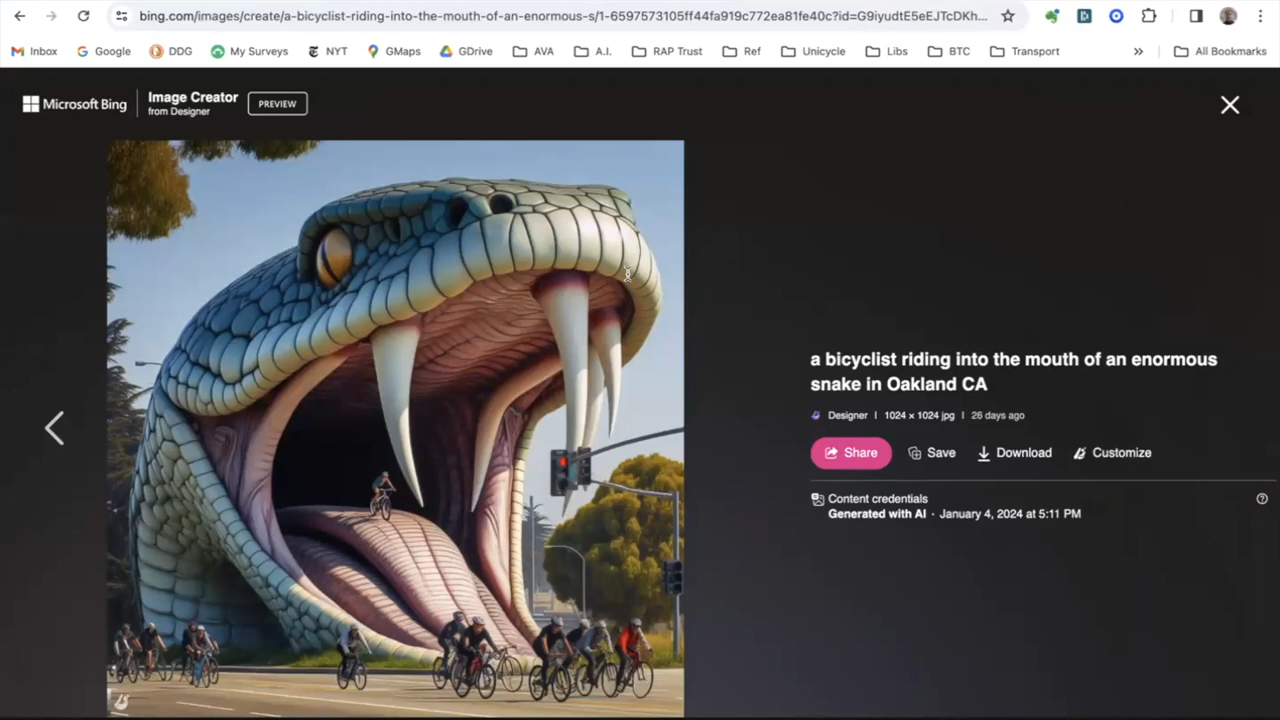 bing.com/images/create/a-bicyclist-riding-into-the-mouth-of-an-enormous-s/1-6597573105ff44fa919c772ea81fe40c?id=G9iyudtE5eEJTcDKh...
Inbox Google DDG My Surveys NYT GMaps GDrive AVA A.I. RAP Trust Ref Unicycle Libs BTC Transport » All Bookmarks
Microsoft Bing Image Creator PREVIEW
from Designer
a bicyclist riding into the mouth of an enormous
snake in Oakland CA
Designer | 1024 × 1024 jpg | 26 days ago
Share Save Download Customize
Content credentials
Generated with AI · January 4, 2024 at 5:11 PM